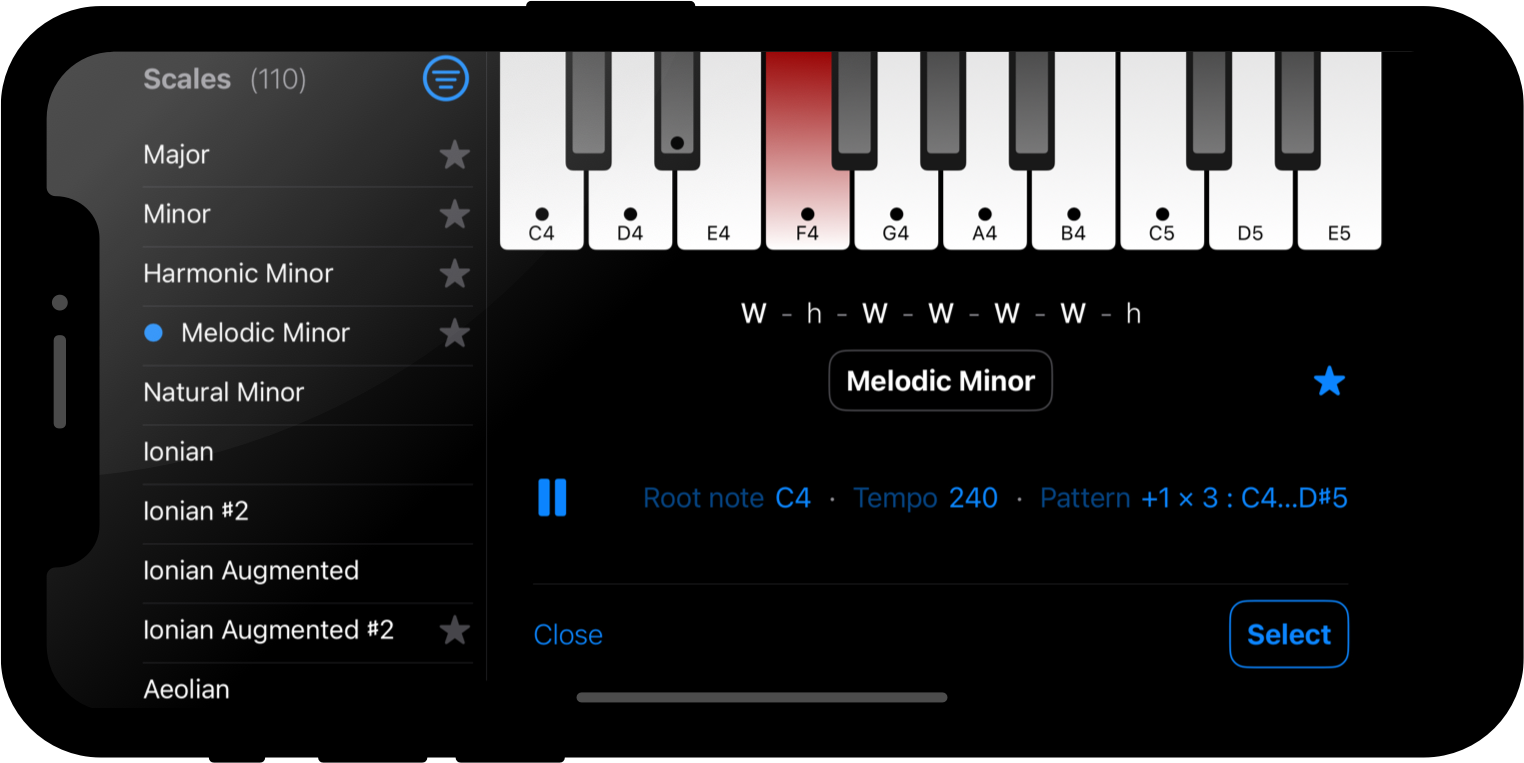 Scales (110)
Major
Minor
Harmonic Minor
Melodic Minor
Natural Minor
Ionian
Ionian ♯2
Ionian Augmented
Ionian Augmented ♯2
Aeolian
C4 D4 E4 F4 G4 A4 B4 C5 D5 E5
W - h - W - W - W - W - h
Melodic Minor
Root note C4 · Tempo 240 · Pattern +1 × 3 : C4...D♯5
Close
Select